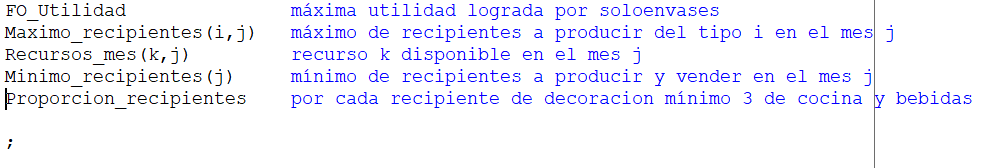 FO_Utilidad máxima utilidad lograda por soloenvases
Maximo_recipientes(i,j) máximo de recipientes a producir del tipo i en el mes j
Recursos_mes(k,j) recurso k disponible en el mes j
Minimo_recipientes(j) mínimo de recipientes a producir y vender en el mes j
Proporcion_recipientes por cada recipiente de decoracion mínimo 3 de cocina y bebidas
;